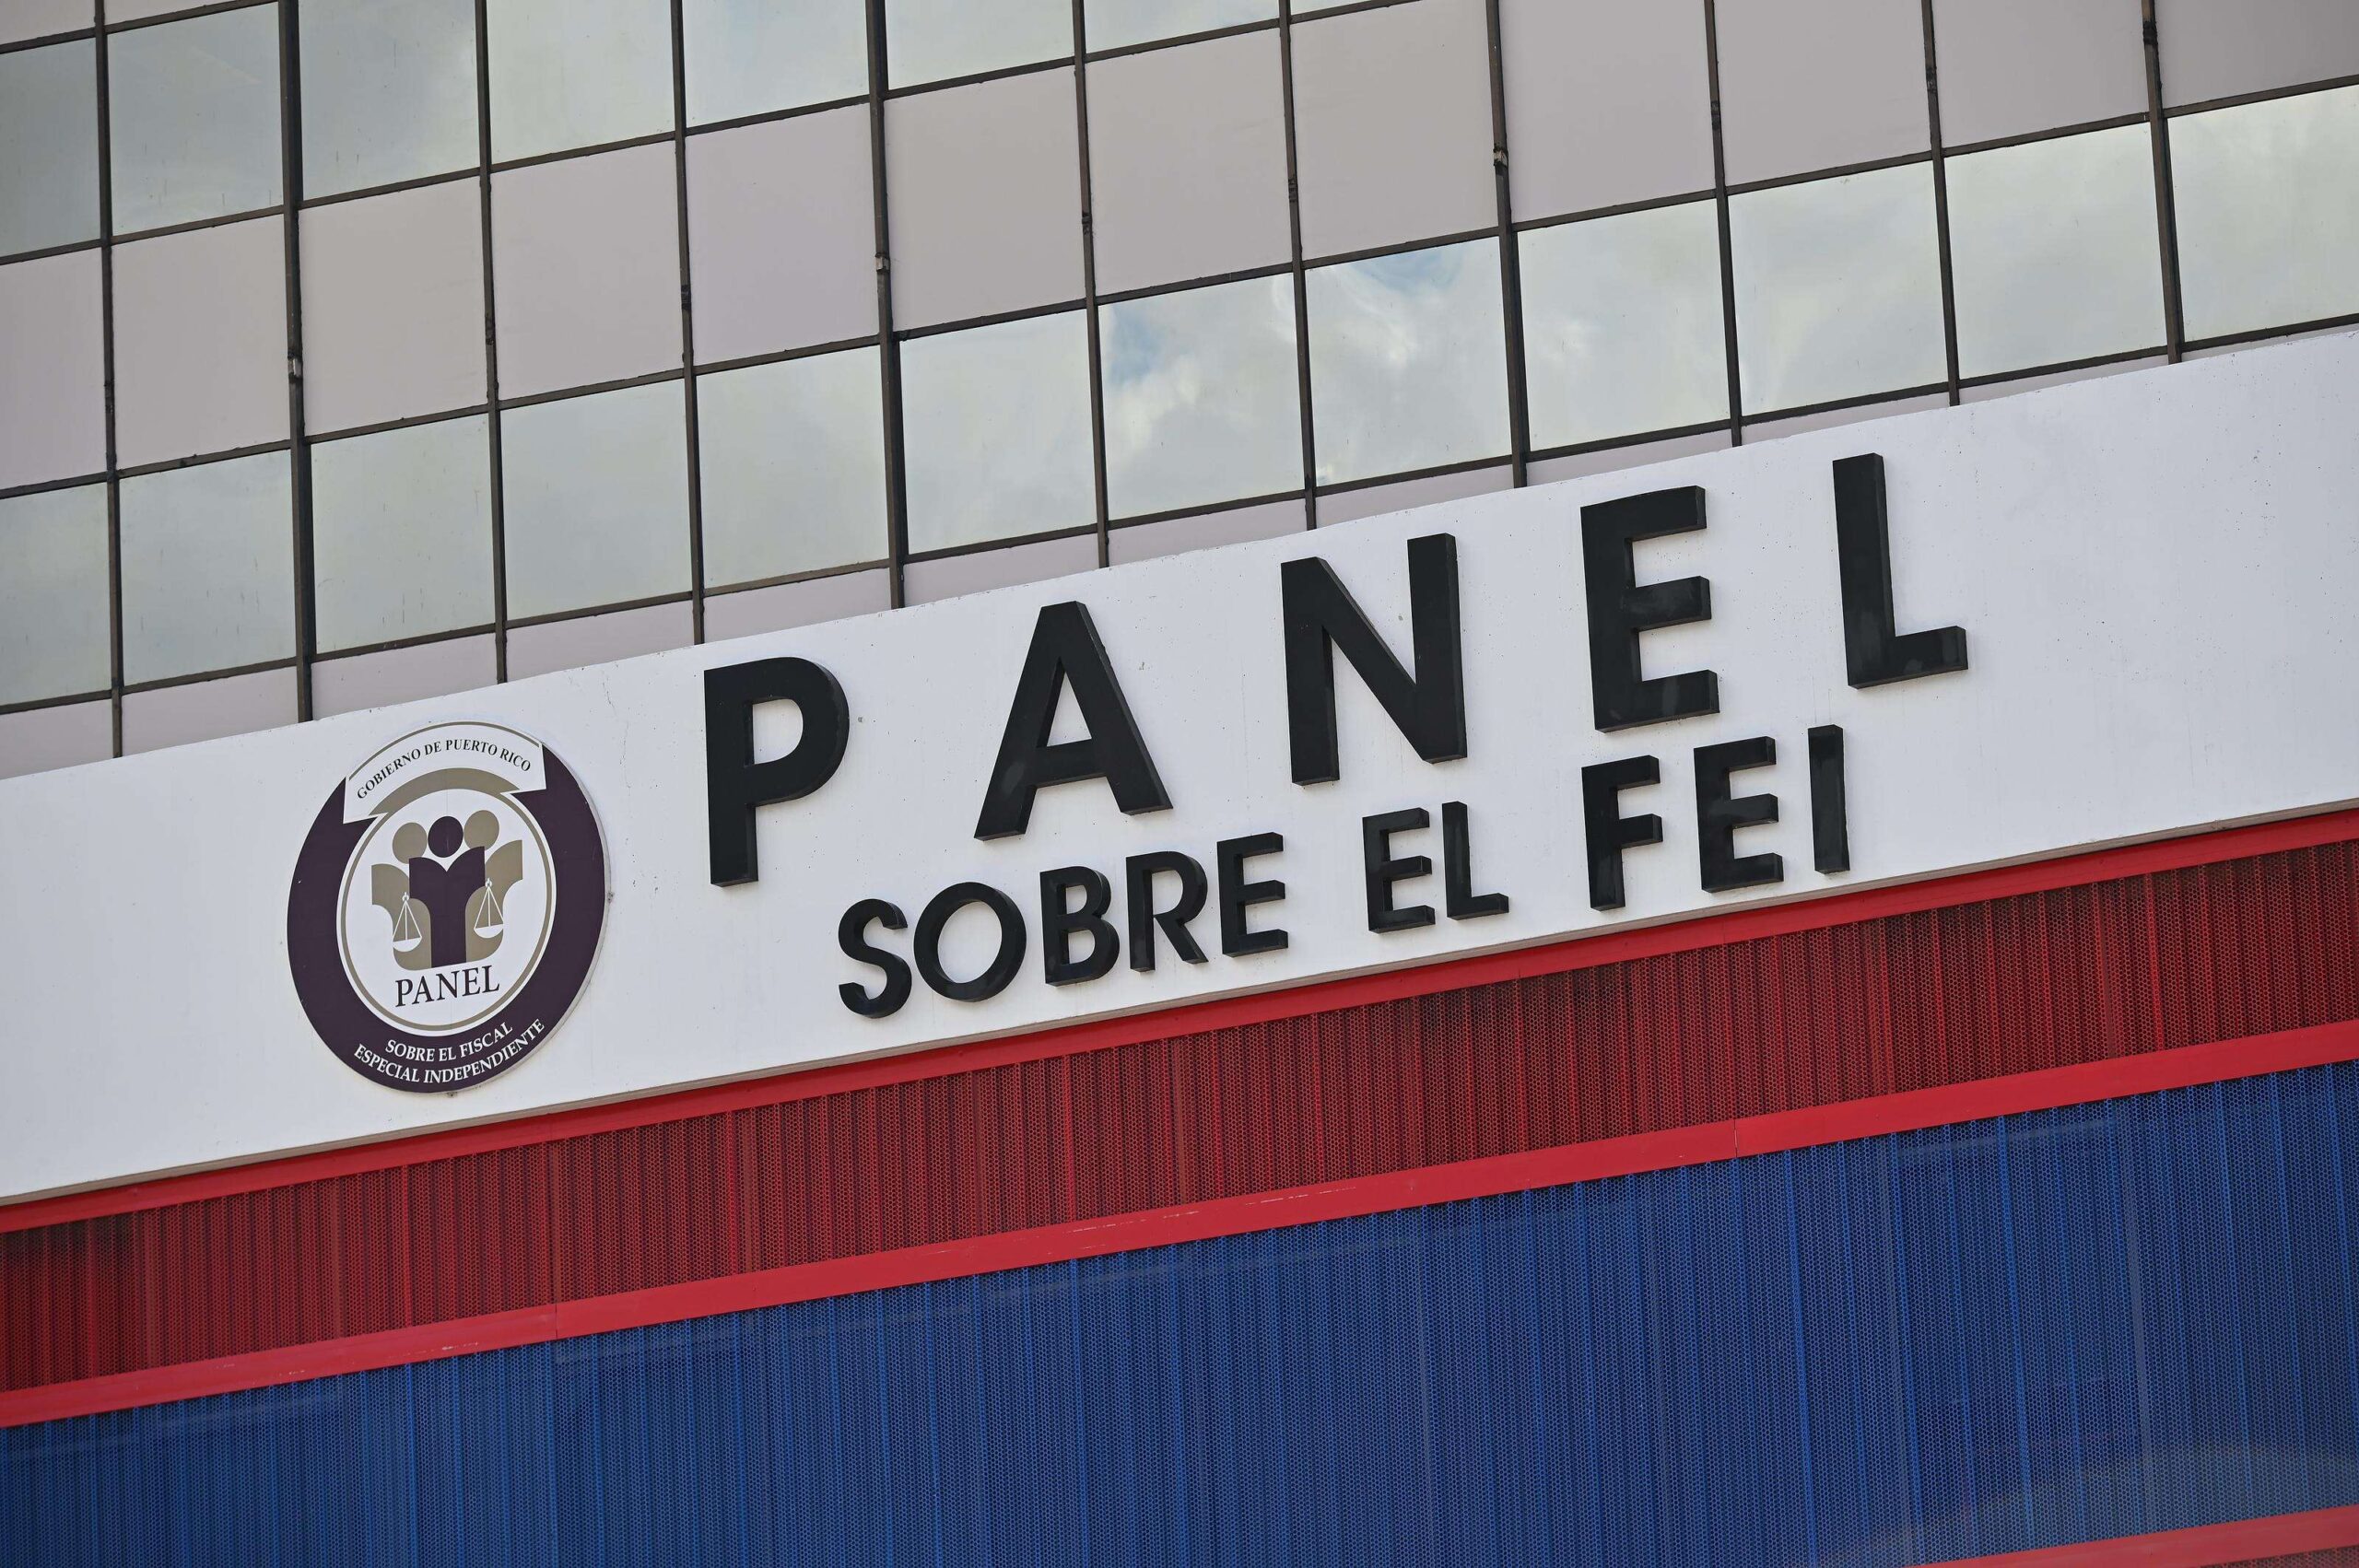 PANEL
SOBRE EL FEI
GOBIERNO DE PUERTO RICO
PANEL
SOBRE EL FISCAL
ESPECIAL INDEPENDIENTE